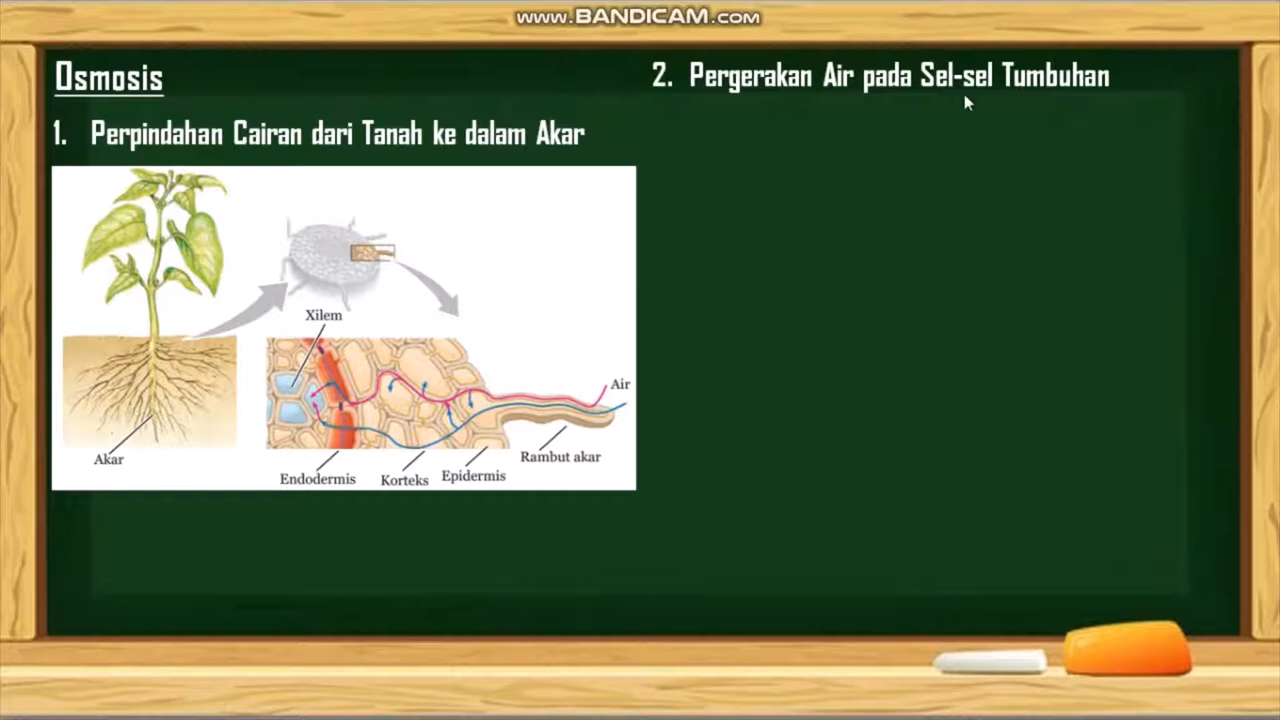 www.BANDICAM.com
Osmosis
1. Perpindahan Cairan dari Tanah ke dalam Akar
Xilem
Air
Akar
Rambut akar
Endodermis
Korteks
Epidermis
2. Pergerakan Air pada Sel-sel Tumbuhan